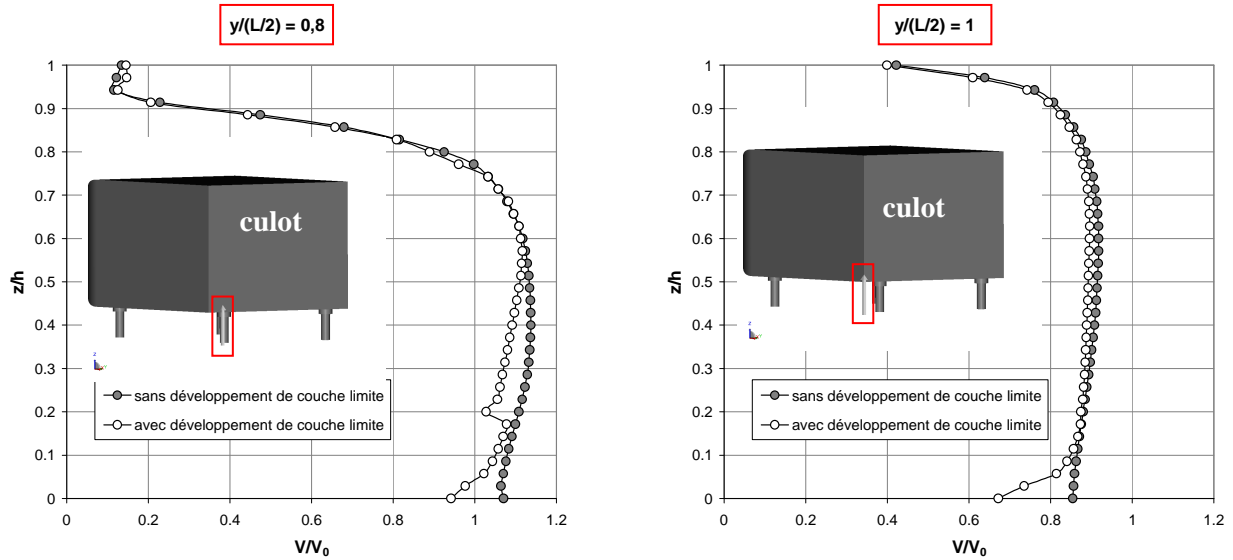 y/(L/2) = 0,8
1
0.9
0.8
0.7
0.6
0.5
0.4
0.3
0.2
0.1
0
z/h
culot
sans développement de couche limite
avec développement de couche limite
0 0.2 0.4 0.6 0.8 1 1.2
V/V₀
y/(L/2) = 1
1
0.9
0.8
0.7
0.6
0.5
0.4
0.3
0.2
0.1
0
z/h
culot
sans développement de couche limite
avec développement de couche limite
0 0.2 0.4 0.6 0.8 1 1.2
V/V₀